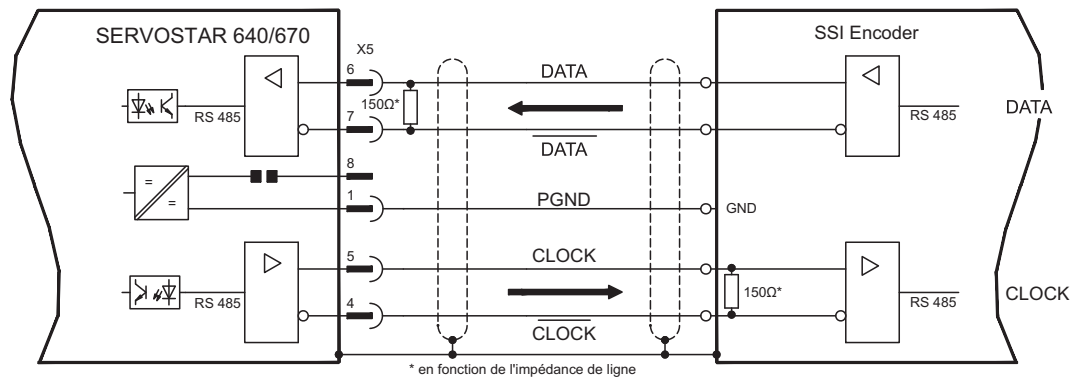 SERVOSTAR 640/670
X5
SSI Encoder
6
DATA
150Ω*
RS 485
7
DATA
RS 485
DATA
8
=
=
1
PGND
GND
5
CLOCK
RS 485
4
CLOCK
150Ω*
RS 485
CLOCK
* en fonction de l'impédance de ligne